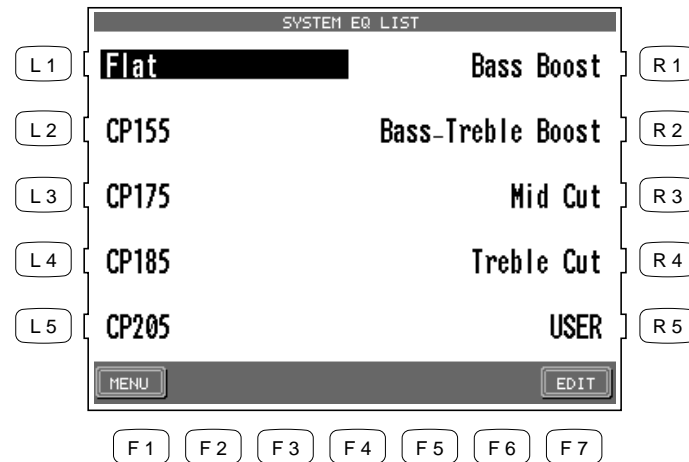 SYSTEM EQ LIST
L1 Flat Bass Boost R1
L2 CP155 Bass-Treble Boost R2
L3 CP175 Mid Cut R3
L4 CP185 Treble Cut R4
L5 CP205 USER R5
MENU EDIT
F1 F2 F3 F4 F5 F6 F7